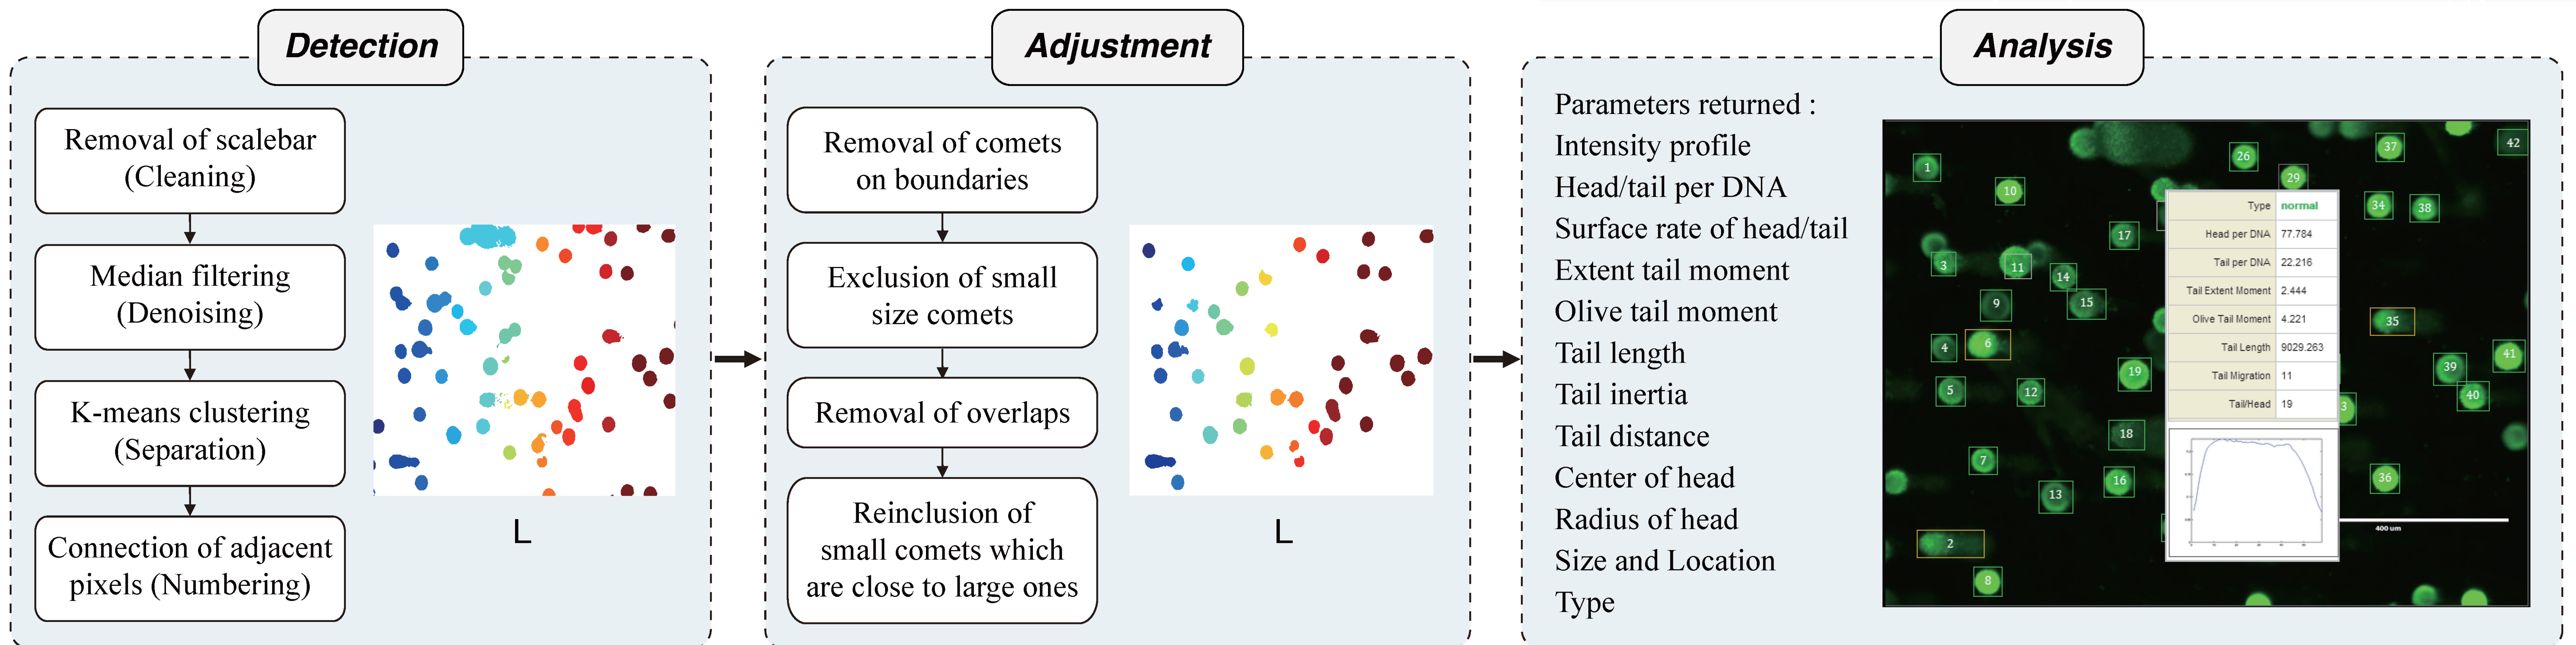 Detection
Removal of scalebar
(Cleaning)
Median filtering
(Denoising)
K-means clustering
(Separation)
Connection of adjacent
pixels (Numbering)
L
Adjustment
Removal of comets
on boundaries
Exclusion of small
size comets
Removal of overlaps
Reinclusion of
small comets which
are close to large ones
L
Analysis
Parameters returned :
Intensity profile
Head/tail per DNA
Surface rate of head/tail
Extent tail moment
Olive tail moment
Tail length
Tail inertia
Tail distance
Center of head
Radius of head
Size and Location
Type
1
10
3
11
14
9
15
17
4
6
5
12
19
18
7
13
16
2
8
26
29
37
42
34
38
35
39
41
40
3
36
Type normal
Head per DNA 77.784
Tail per DNA 22.216
Tail Extent Moment 2.444
Olive Tail Moment 4.221
Tail Length 9029.263
Tail Migration 11
Tail/Head 19
400 um